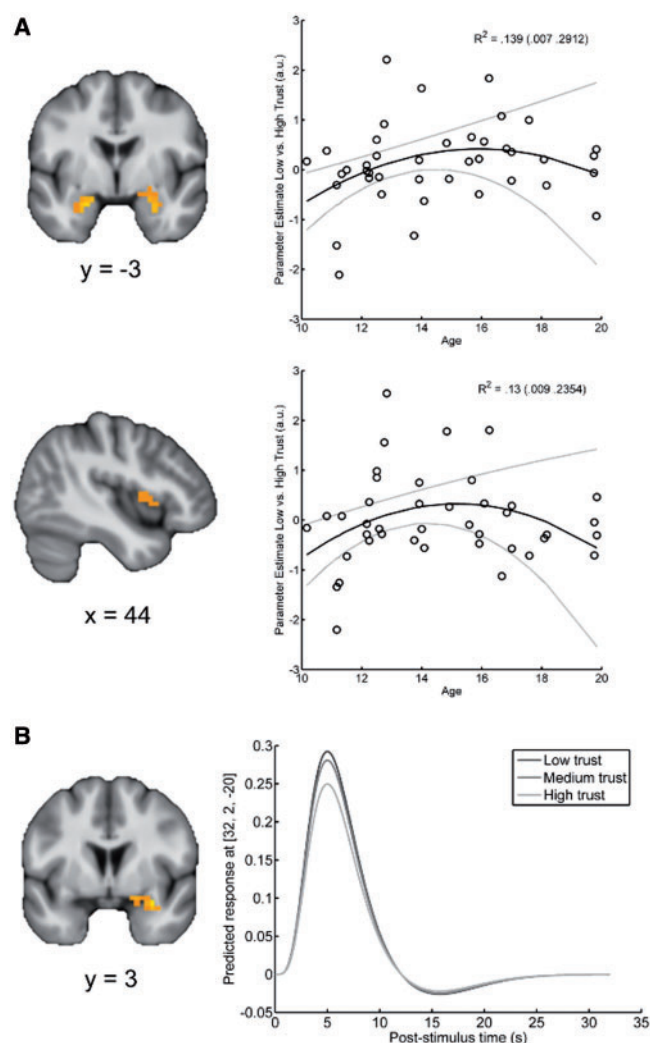 A
R² = .139 (.007 .2912)
Parameter Estimate Low vs. High Trust (a.u.)
3
2
1
0
-1
-2
-3
10 12 14 16 18 20
Age
y = -3
R² = .13 (.009 .2354)
Parameter Estimate Low vs. High Trust (a.u.)
3
2
1
0
-1
-2
-3
10 12 14 16 18 20
Age
x = 44
B
Predicted response at [32, 2, -20]
0.3
0.25
0.2
0.15
0.1
0.05
0
-0.05
Low trust
Medium trust
High trust
0 5 10 15 20 25 30 35
Post-stimulus time (s)
y = 3